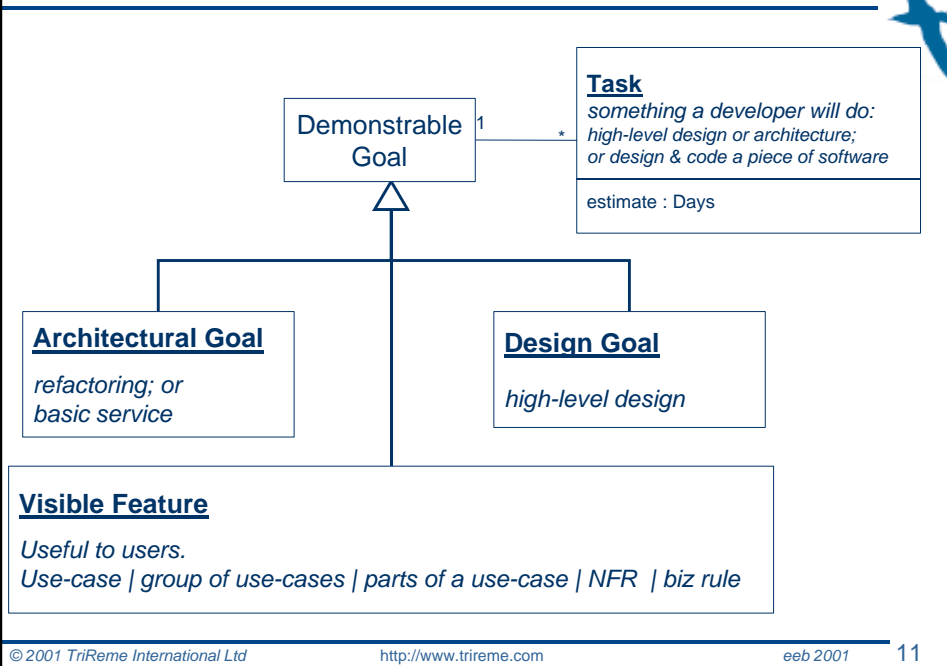 Demonstrable
Goal
1
*
Task
something a developer will do:
high-level design or architecture;
or design & code a piece of software
estimate : Days
Architectural Goal
refactoring; or
basic service
Design Goal
high-level design
Visible Feature
Useful to users.
Use-case | group of use-cases | parts of a use-case | NFR | biz rule
© 2001 TriReme International Ltd http://www.trireme.com eeb 2001 11